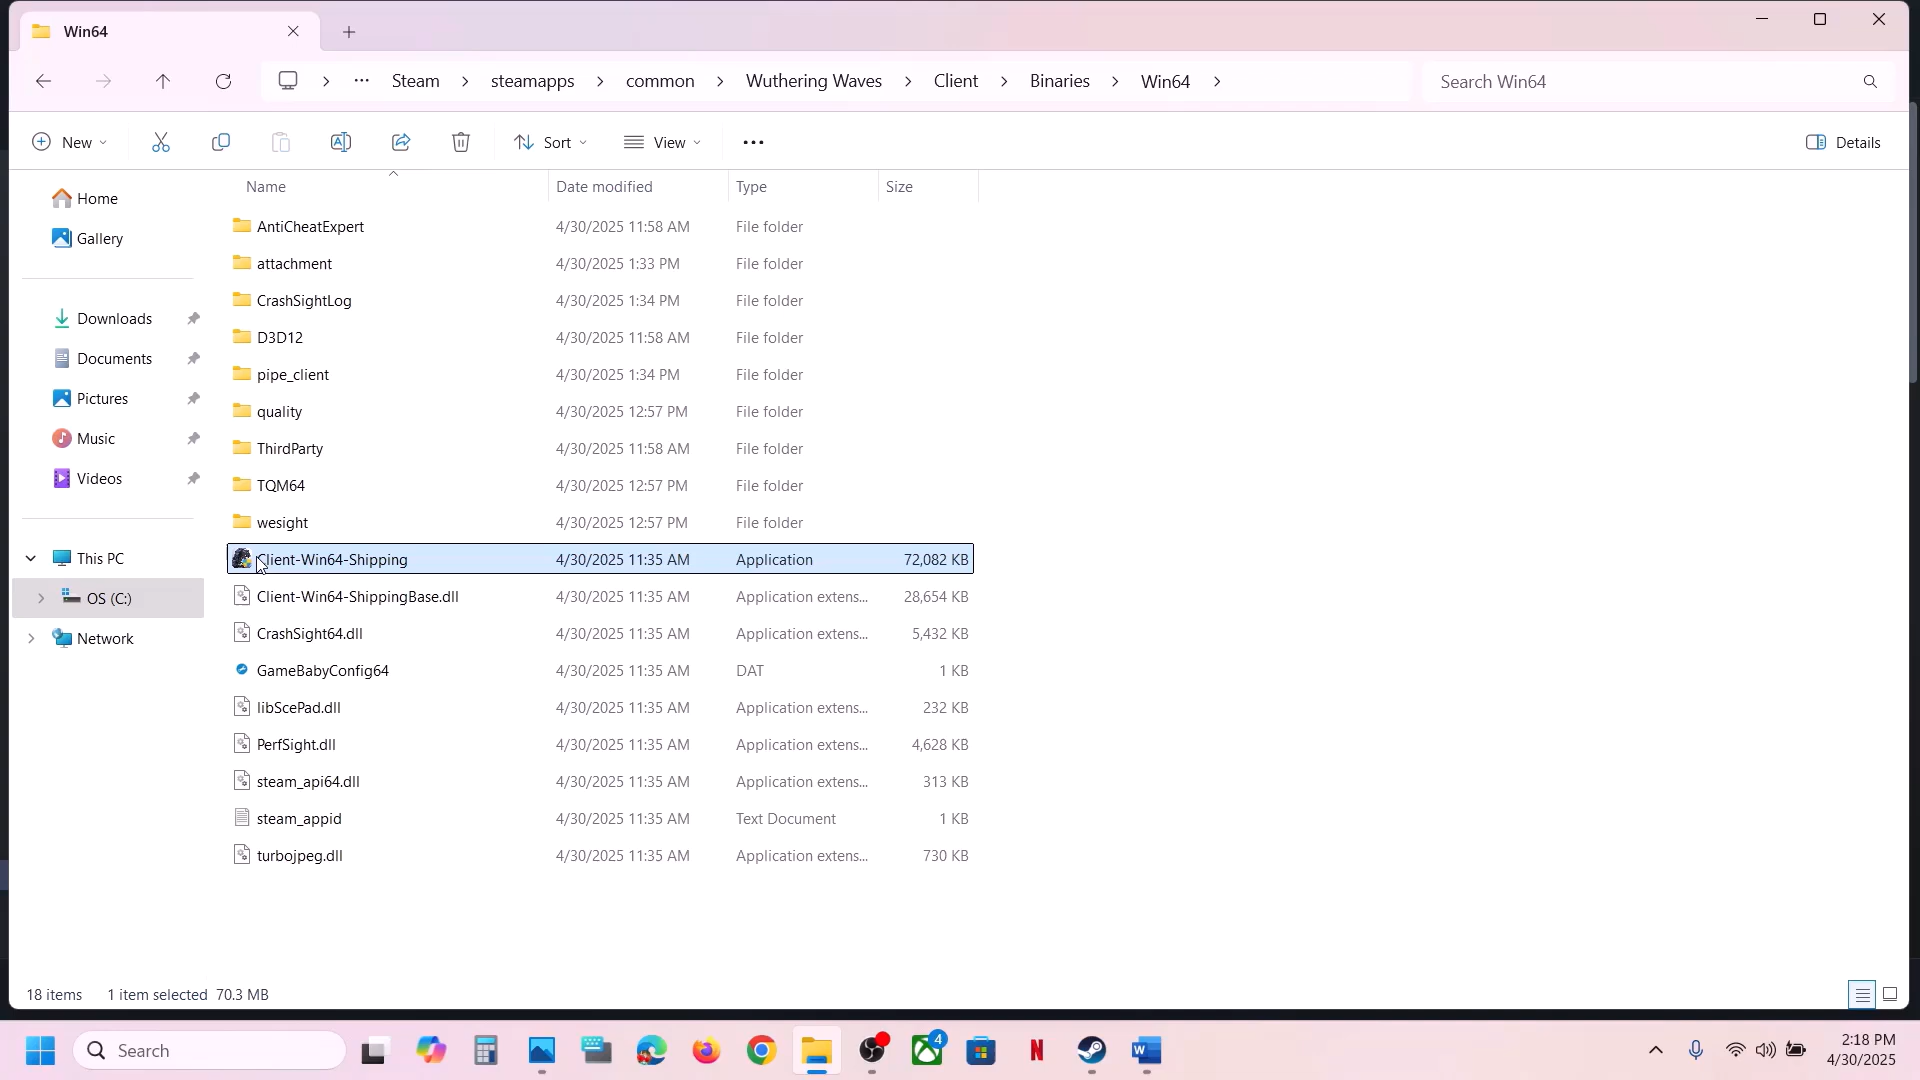 Win64
Steam > steamapps > common > Wuthering Waves > Client > Binaries > Win64 >
Search Win64
New
Sort
View
Details
Name Date modified Type Size
Home
Gallery
Downloads
Documents
Pictures
Music
Videos
This PC
OS (C:)
Network
AntiCheatExpert 4/30/2025 11:58 AM File folder
attachment 4/30/2025 1:33 PM File folder
CrashSightLog 4/30/2025 1:34 PM File folder
D3D12 4/30/2025 11:58 AM File folder
pipe_client 4/30/2025 1:34 PM File folder
quality 4/30/2025 12:57 PM File folder
ThirdParty 4/30/2025 11:58 AM File folder
TQM64 4/30/2025 12:57 PM File folder
wesight 4/30/2025 12:57 PM File folder
Client-Win64-Shipping 4/30/2025 11:35 AM Application 72,082 KB
Client-Win64-ShippingBase.dll 4/30/2025 11:35 AM Application extens... 28,654 KB
CrashSight64.dll 4/30/2025 11:35 AM Application extens... 5,432 KB
GameBabyConfig64 4/30/2025 11:35 AM DAT 1 KB
libScePad.dll 4/30/2025 11:35 AM Application extens... 232 KB
PerfSight.dll 4/30/2025 11:35 AM Application extens... 4,628 KB
steam_api64.dll 4/30/2025 11:35 AM Application extens... 313 KB
steam_appid 4/30/2025 11:35 AM Text Document 1 KB
turbojpeg.dll 4/30/2025 11:35 AM Application extens... 730 KB
18 items 1 item selected 70.3 MB
Search
4
2:18 PM
4/30/2025